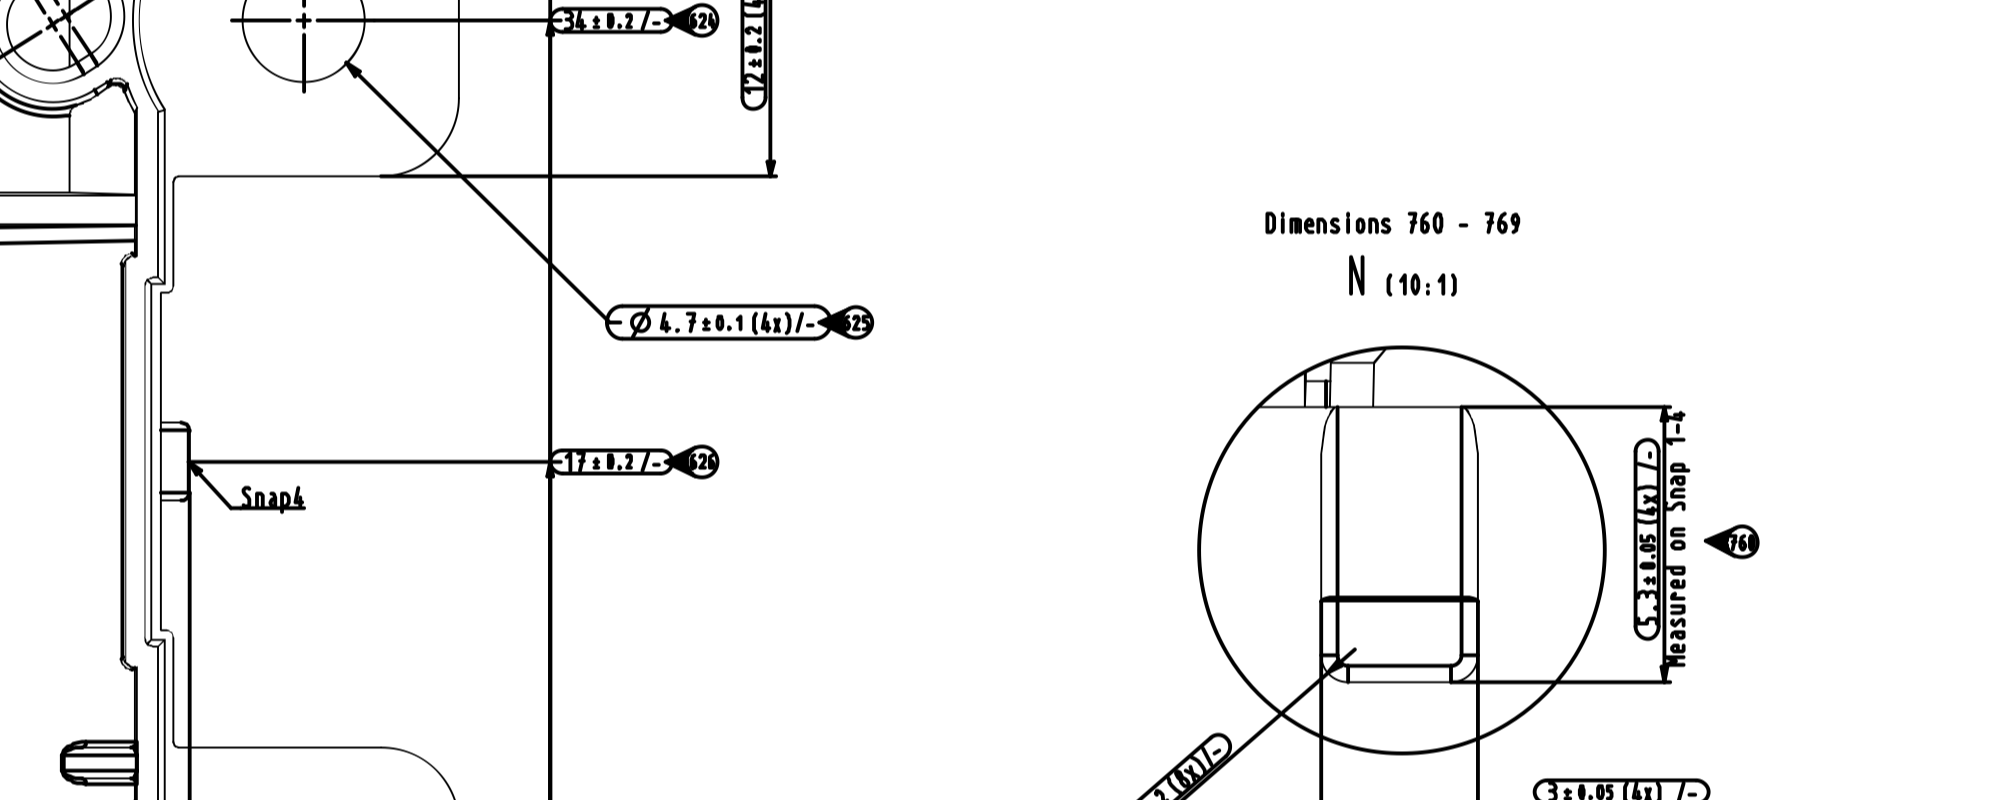 34±0.2 /- 624
12±0.2
Dimensions 760 - 769
N (10:1)
Ø 4.7±0.1 (4x)/- 625
17±0.2 /- 626
Snap4
5.3±0.05 (4x) /-
Measured on Snap 1-4
760
2 (8x)/-
3±0.05 (4x) /-